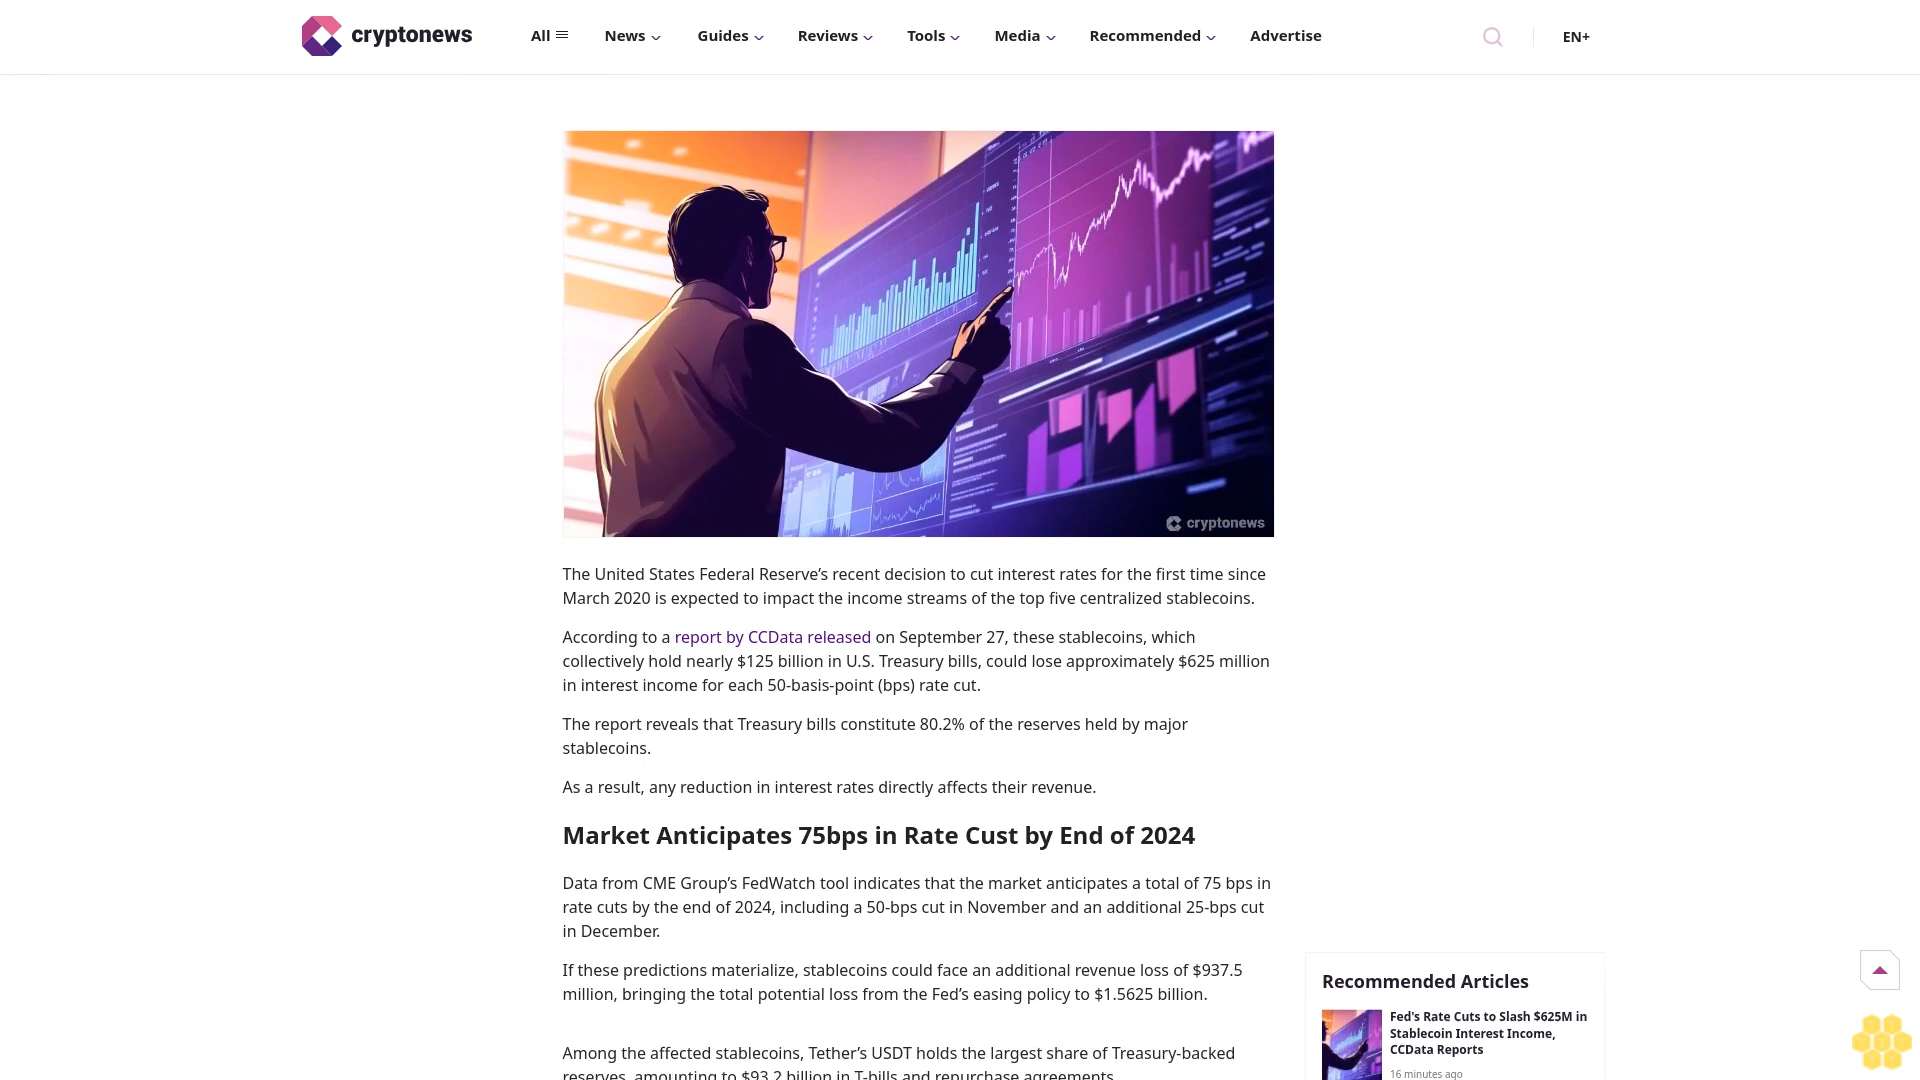 cryptonews
All News Guides Reviews Tools Media Recommended Advertise EN+
cryptonews
The United States Federal Reserve’s recent decision to cut interest rates for the first time since
March 2020 is expected to impact the income streams of the top five centralized stablecoins.
According to a report by CCData released on September 27, these stablecoins, which
collectively hold nearly $125 billion in U.S. Treasury bills, could lose approximately $625 million
in interest income for each 50-basis-point (bps) rate cut.
The report reveals that Treasury bills constitute 80.2% of the reserves held by major
stablecoins.
As a result, any reduction in interest rates directly affects their revenue.
Market Anticipates 75bps in Rate Cust by End of 2024
Data from CME Group’s FedWatch tool indicates that the market anticipates a total of 75 bps in
rate cuts by the end of 2024, including a 50-bps cut in November and an additional 25-bps cut
in December.
If these predictions materialize, stablecoins could face an additional revenue loss of $937.5
million, bringing the total potential loss from the Fed’s easing policy to $1.5625 billion.
Among the affected stablecoins, Tether’s USDT holds the largest share of Treasury-backed
reserves, amounting to $93.2 billion in T-bills and repurchase agreements.
Recommended Articles
Fed's Rate Cuts to Slash $625M in
Stablecoin Interest Income,
CCData Reports
16 minutes ago